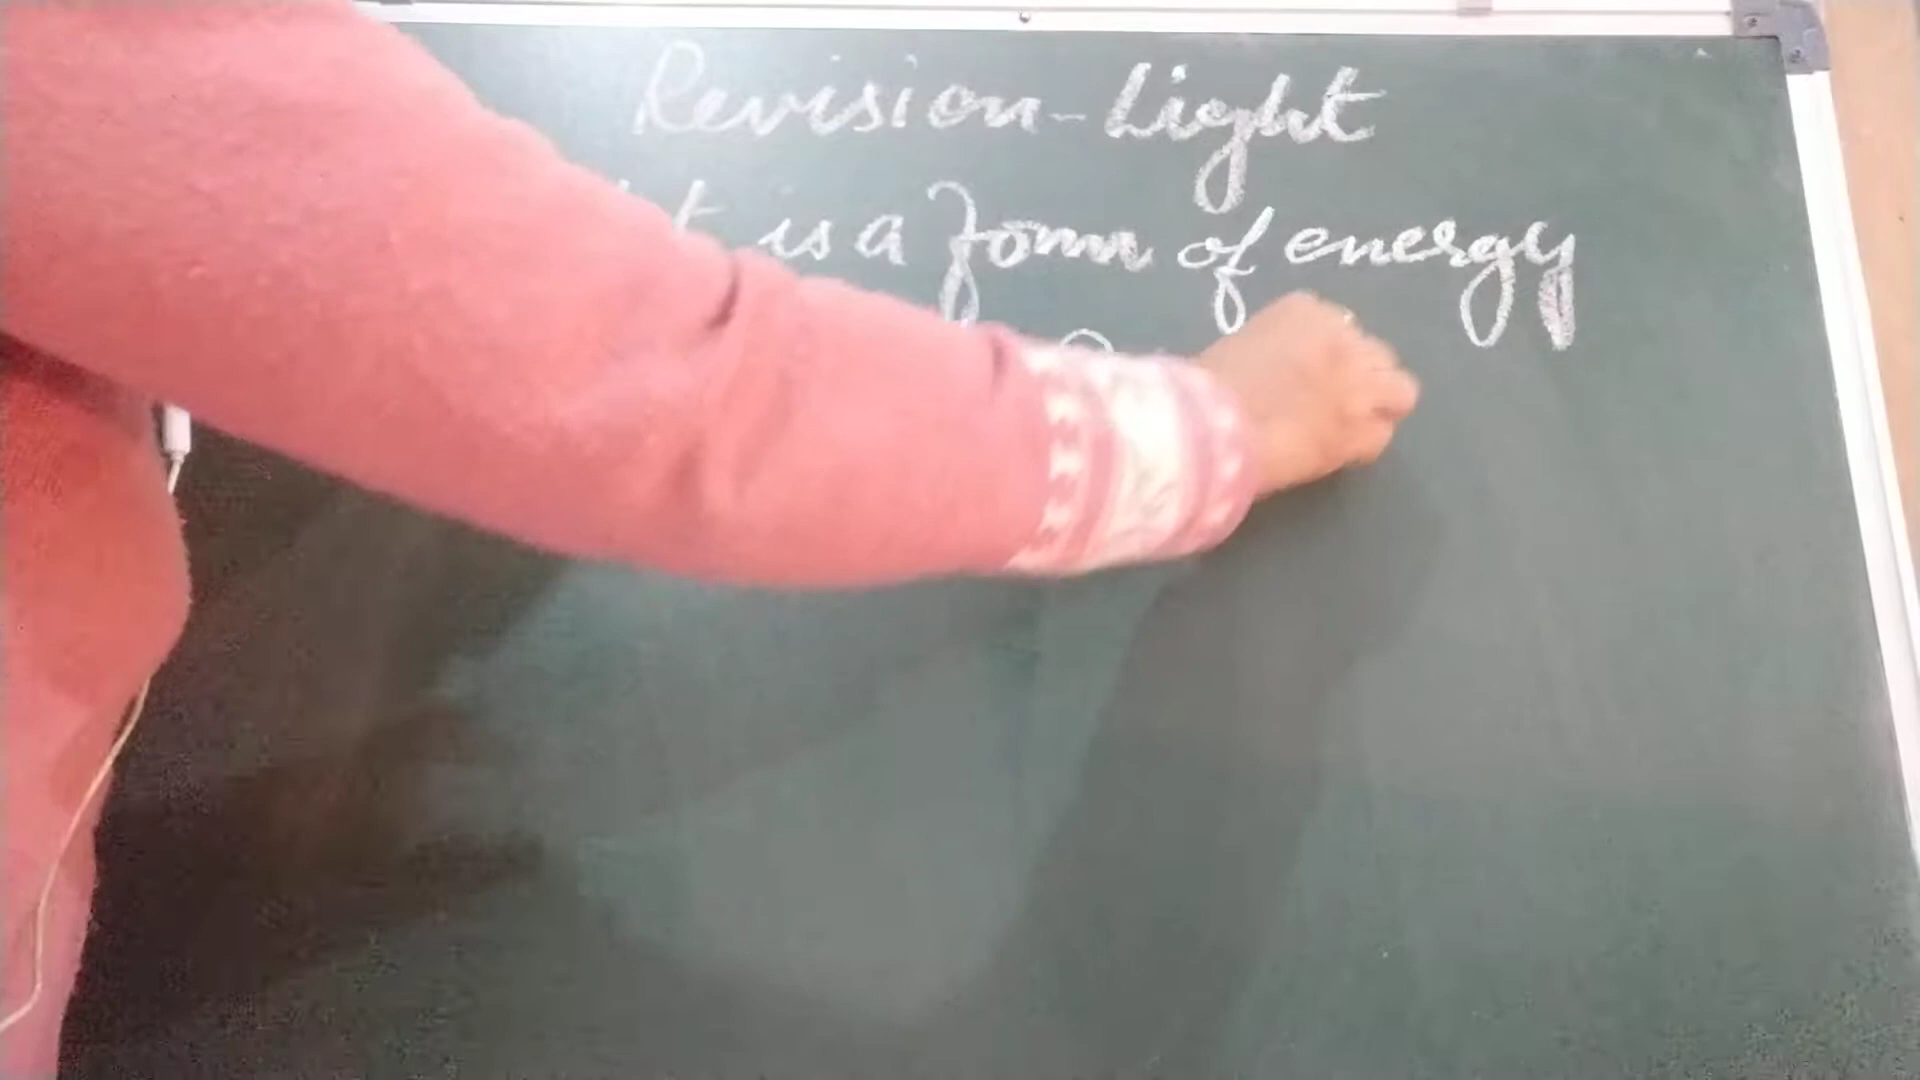 Revision-Light
is a form of energy